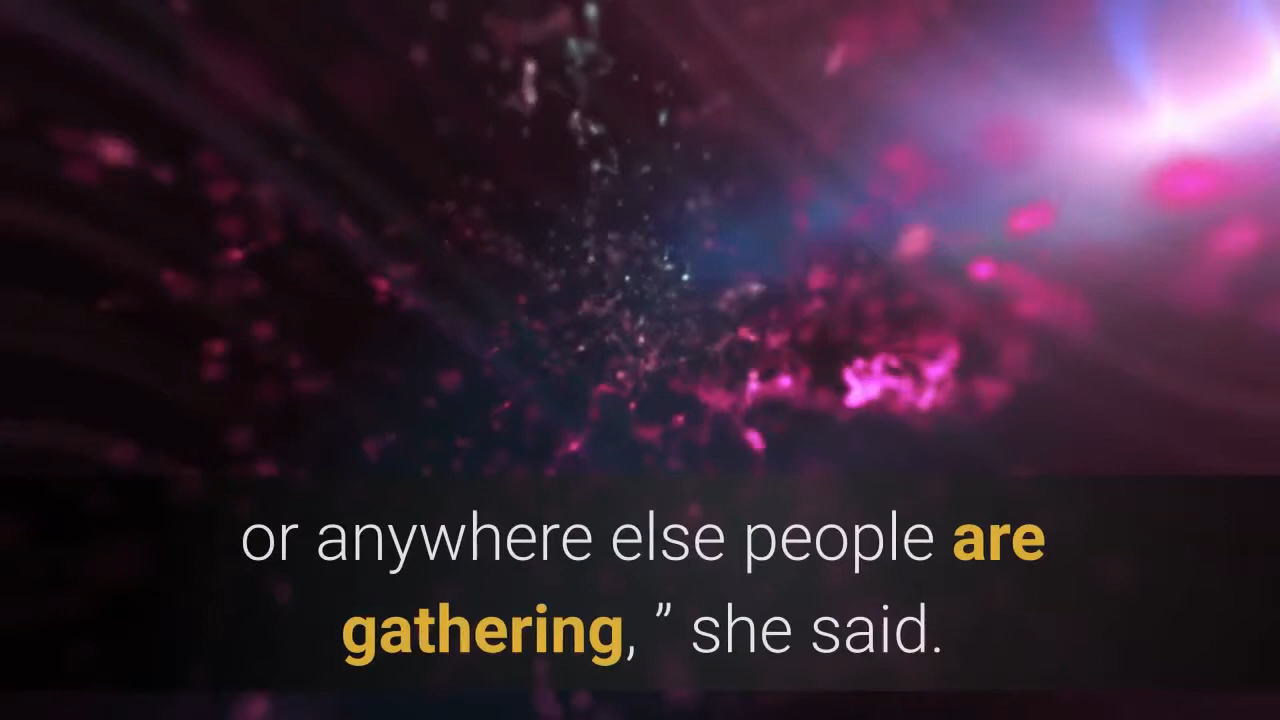 or anywhere else people are
gathering, ” she said.